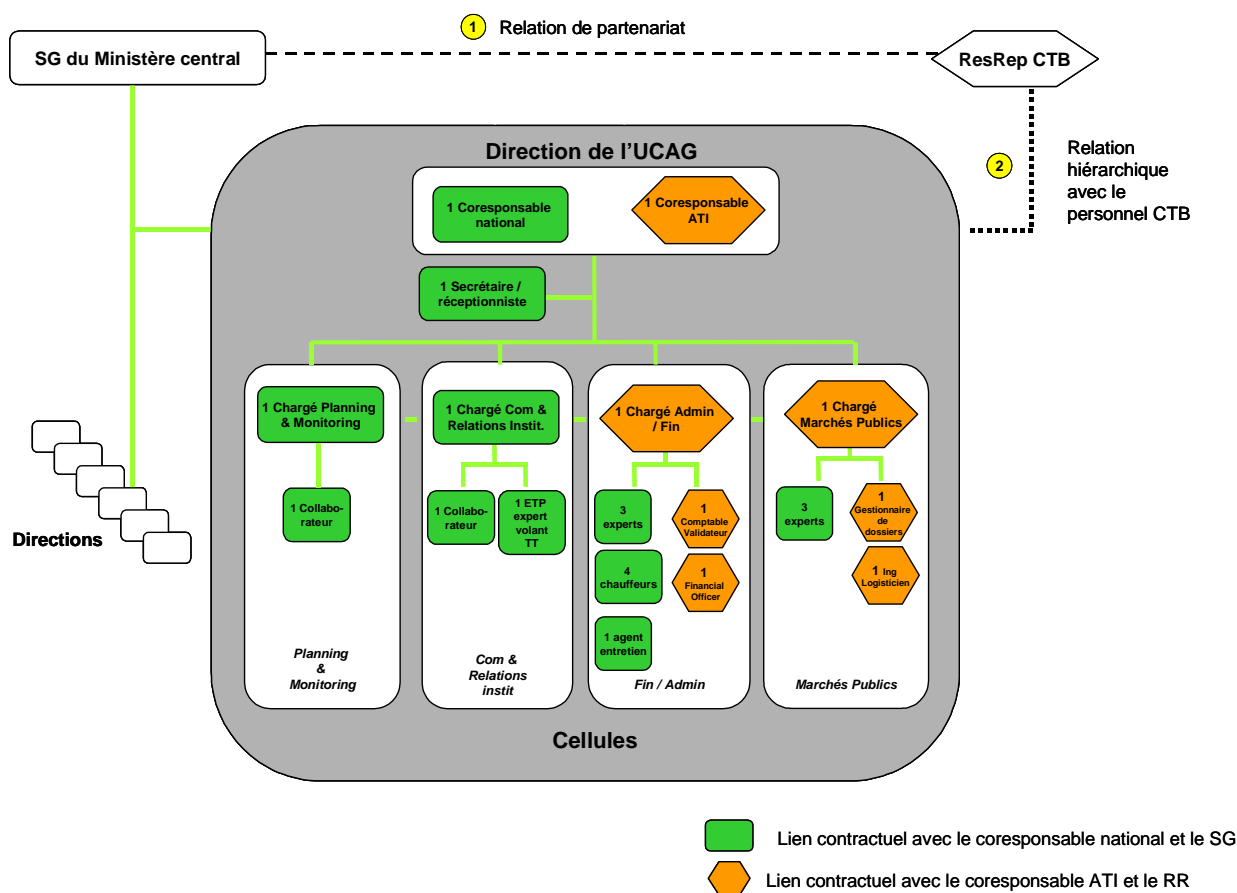 1
Relation de partenariat
SG du Ministère central
ResRep CTB
2
Relation
hiérarchique
avec le
personnel CTB
Direction de l'UCAG
1 Coresponsable
national
1 Coresponsable
ATI
1 Secrétaire /
réceptionniste
1 Chargé Planning
& Monitoring
1 Chargé Com &
Relations Instit.
1 Chargé Admin
/ Fin
1 Chargé
Marchés Publics
1 Collabo-
rateur
1 Collabo-
rateur
1 ETP
expert
volant
TT
3
experts
1
Comptable
Validateur
4
chauffeurs
1
Financial
Officer
1 agent
entretien
3
experts
1
Gestionnaire
de
dossiers
1 Ing
Logisticien
Directions
Planning
&
Monitoring
Com &
Relations
instit
Fin / Admin
Marchés Publics
Cellules
Lien contractuel avec le coresponsable national et le SG
Lien contractuel avec le coresponsable ATI et le RR